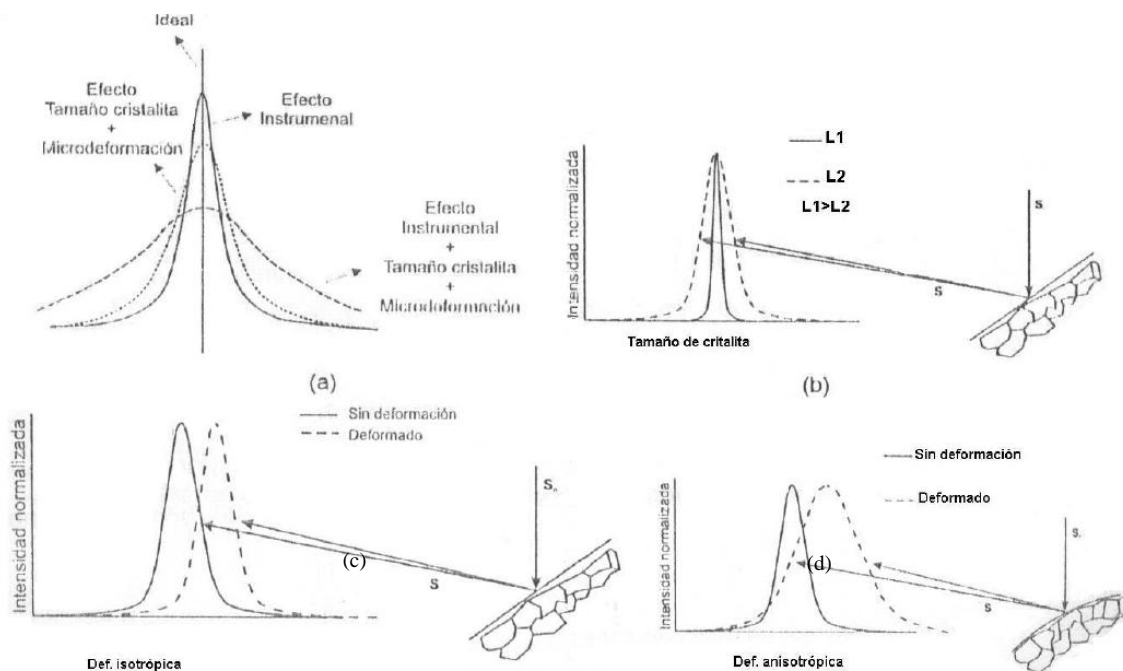 Ideal
Efecto
Tamaño cristalita
+
Microdeformación
Efecto
Instrumenal
Efecto
Instrumental
+
Tamaño cristalita
+
Microdoformación
(a)
Intensidad normalizada
L1
L2
L1>L2
S
S
Tamaño de critalita
(b)
Intensidad normalizada
Sin deformación
Deformado
S
(c)
S
Def. isotrópica
Intensidad normalizada
Sin deformación
Deformado
S
(d)
S
Def. anisotrópica